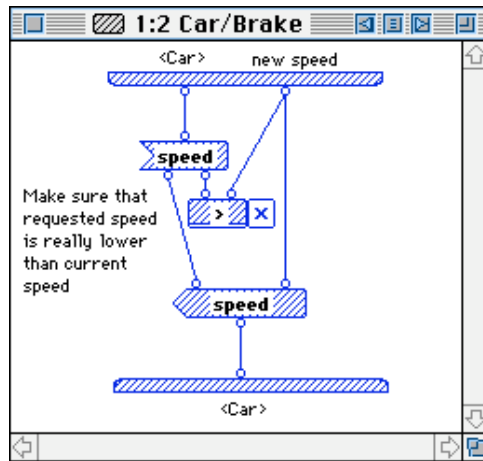 1:2 Car/Brake
<Car> new speed
speed
>
Make sure that
requested speed
is really lower
than current
speed
speed
<Car>